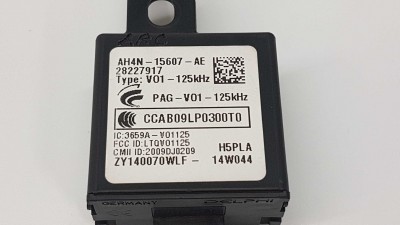 AH4N-15607-AE
28227917
Type: V01-125kHz
PAG-V01-125kHz
CCAB09LP0300T0
IC:3659A-V01125
FCC ID:LTQV01125
CMII ID:2009DJ0209
H5PLA
ZY140070WLF - 14W044
GERMANY DELPHI